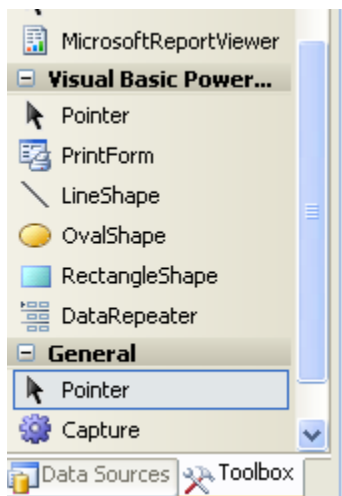 MicrosoftReportViewer
Visual Basic Power...
Pointer
PrintForm
LineShape
OvalShape
RectangleShape
DataRepeater
General
Pointer
Capture
Data Sources Toolbox